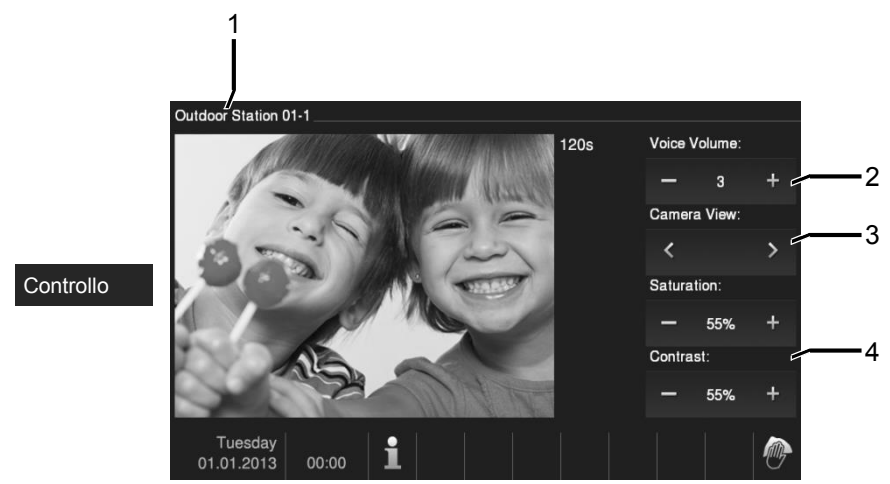 1
Outdoor Station 01-1
120s
Voice Volume:
− 3 +
2
Camera View:
< >
3
Controllo
Saturation:
− 55% +
Contrast:
4
− 55% +
Tuesday
01.01.2013
00:00
i